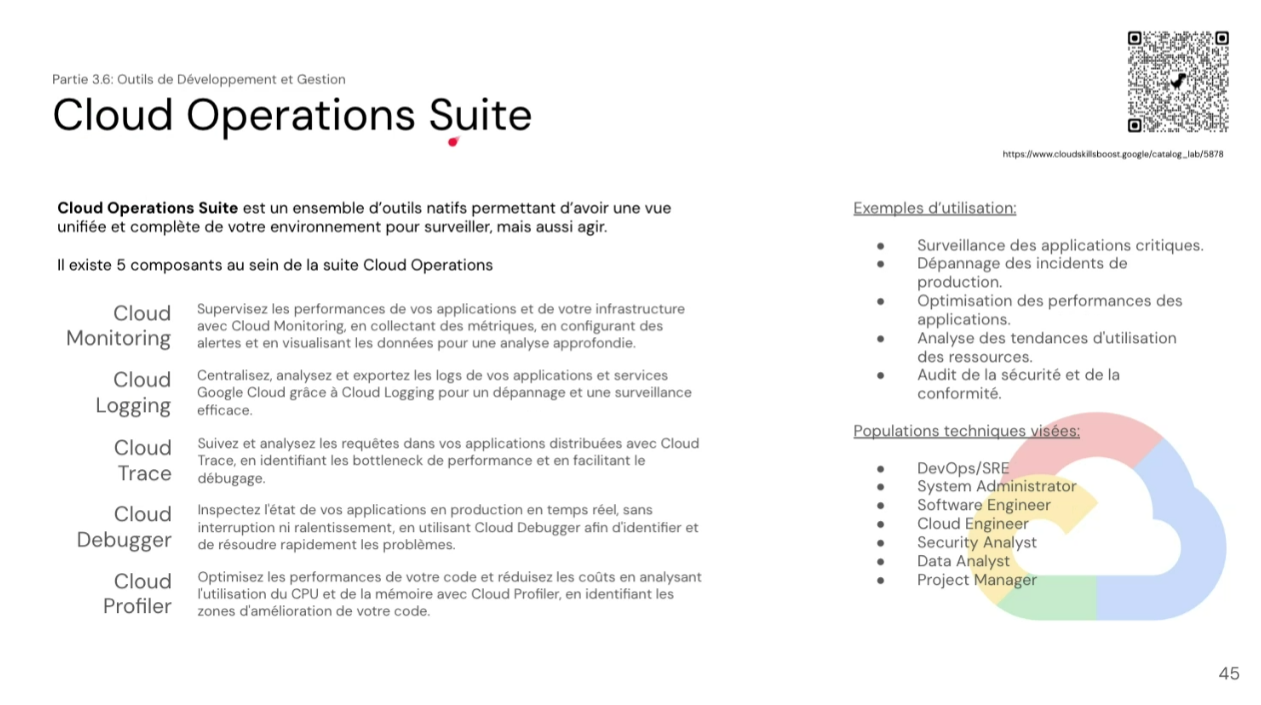 Partie 3.6: Outils de Développement et Gestion
Cloud Operations Suite
https://www.cloudskillsboost.google/catalog_lab/5878
Cloud Operations Suite est un ensemble d'outils natifs permettant d'avoir une vue
unifiée et complète de votre environnement pour surveiller, mais aussi agir.
Il existe 5 composants au sein de la suite Cloud Operations
Cloud
Monitoring
Supervisez les performances de vos applications et de votre infrastructure
avec Cloud Monitoring, en collectant des métriques, en configurant des
alertes et en visualisant les données pour une analyse approfondie.
Cloud
Logging
Centralisez, analysez et exportez les logs de vos applications et services
Google Cloud grâce à Cloud Logging pour un dépannage et une surveillance
efficace.
Cloud
Trace
Suivez et analysez les requêtes dans vos applications distribuées avec Cloud
Trace, en identifiant les bottleneck de performance et en facilitant le
débugage.
Cloud
Debugger
Inspectez l'état de vos applications en production en temps réel, sans
interruption ni ralentissement, en utilisant Cloud Debugger afin d'identifier et
de résoudre rapidement les problèmes.
Cloud
Profiler
Optimisez les performances de votre code et réduisez les coûts en analysant
l'utilisation du CPU et de la mémoire avec Cloud Profiler, en identifiant les
zones d'amélioration de votre code.
Exemples d'utilisation:
● Surveillance des applications critiques.
● Dépannage des incidents de
production.
● Optimisation des performances des
applications.
● Analyse des tendances d'utilisation
des ressources.
● Audit de la sécurité et de la
conformité.
Populations techniques visées:
● DevOps/SRE
● System Administrator
● Software Engineer
● Cloud Engineer
● Security Analyst
● Data Analyst
● Project Manager
45